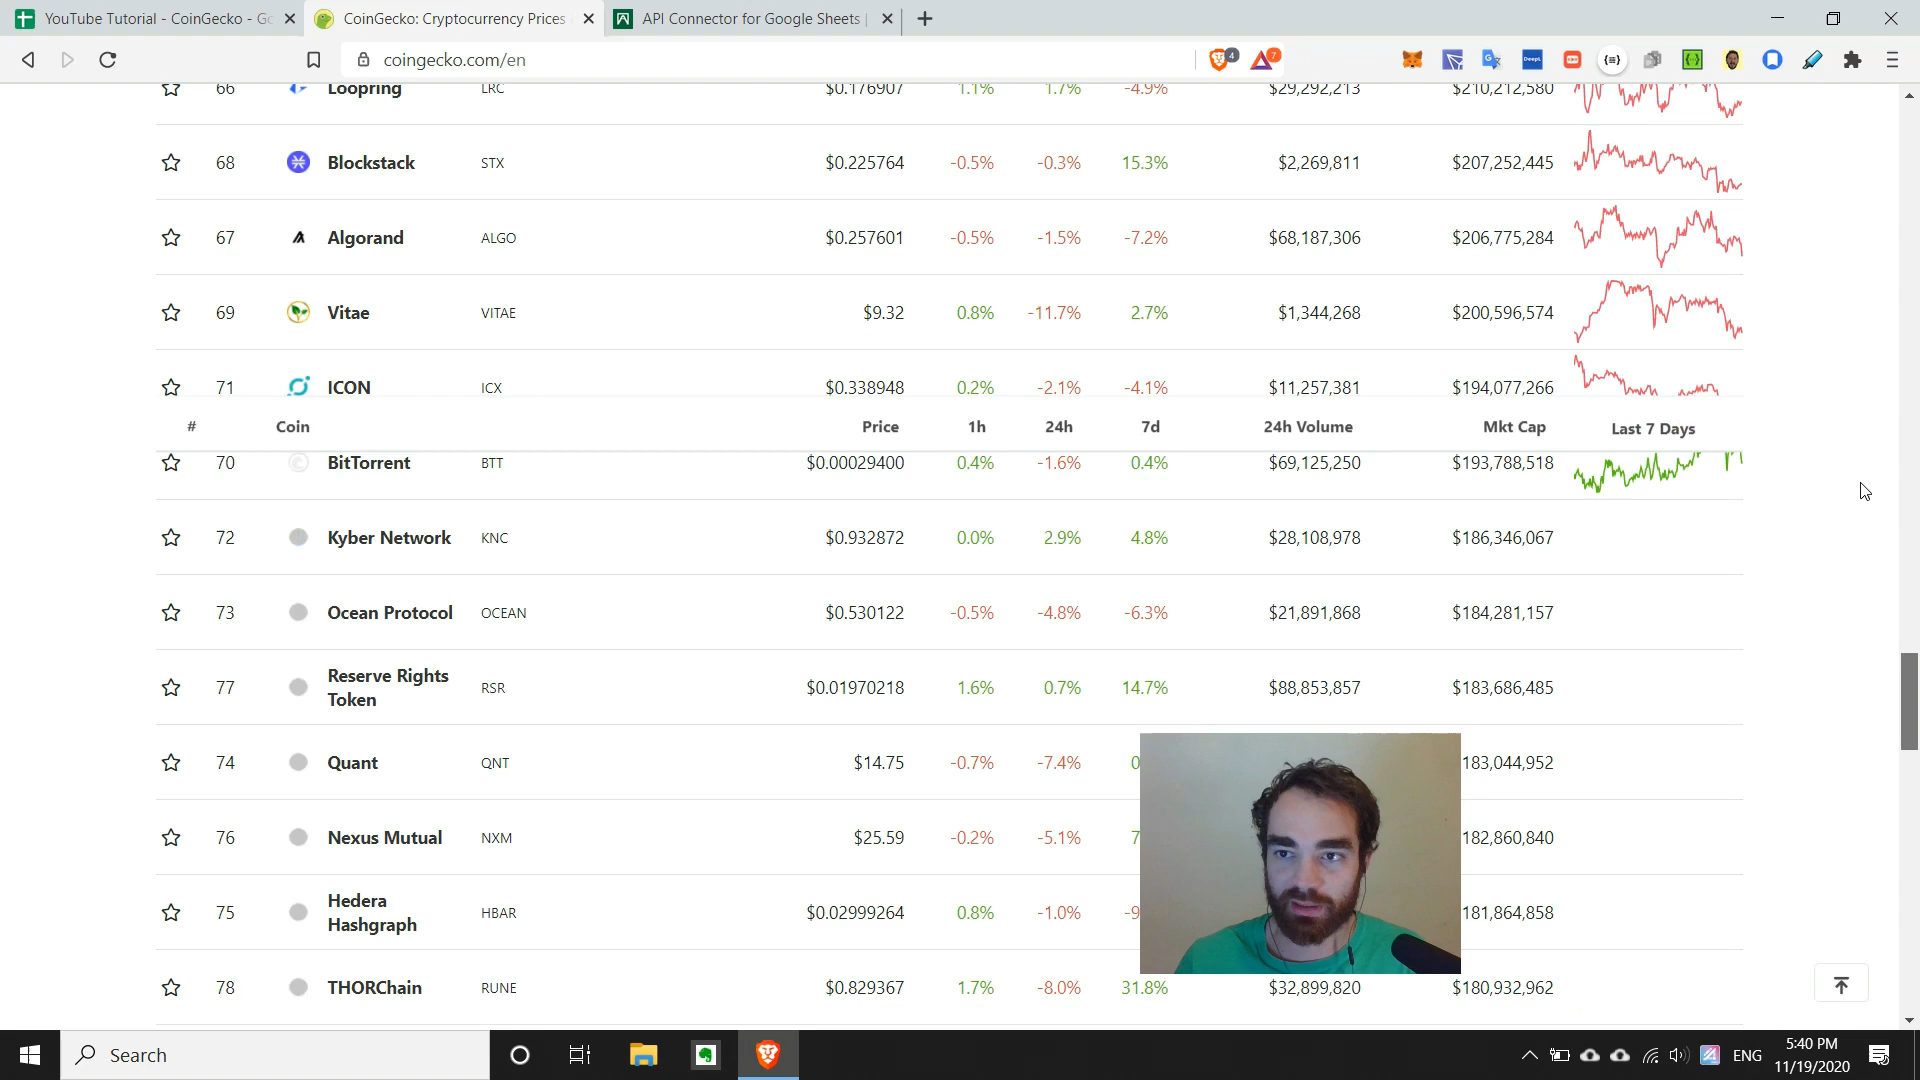 YouTube Tutorial - CoinGecko - Go
CoinGecko: Cryptocurrency Prices
API Connector for Google Sheets
coingecko.com/en
4
7
66 Loopring LRC $0.176907 1.1% 1.7% -4.9% $29,292,213 $210,212,580
68 Blockstack STX $0.225764 -0.5% -0.3% 15.3% $2,269,811 $207,252,445
67 Algorand ALGO $0.257601 -0.5% -1.5% -7.2% $68,187,306 $206,775,284
69 Vitae VITAE $9.32 0.8% -11.7% 2.7% $1,344,268 $200,596,574
71 ICON ICX $0.338948 0.2% -2.1% -4.1% $11,257,381 $194,077,266
# Coin Price 1h 24h 7d 24h Volume Mkt Cap Last 7 Days
70 BitTorrent BTT $0.00029400 0.4% -1.6% 0.4% $69,125,250 $193,788,518
72 Kyber Network KNC $0.932872 0.0% 2.9% 4.8% $28,108,978 $186,346,067
73 Ocean Protocol OCEAN $0.530122 -0.5% -4.8% -6.3% $21,891,868 $184,281,157
77 Reserve Rights Token RSR $0.01970218 1.6% 0.7% 14.7% $88,853,857 $183,686,485
74 Quant QNT $14.75 -0.7% -7.4% 0 183,044,952
76 Nexus Mutual NXM $25.59 -0.2% -5.1% 7 182,860,840
75 Hedera Hashgraph HBAR $0.02999264 0.8% -1.0% -9 181,864,858
78 THORChain RUNE $0.829367 1.7% -8.0% 31.8% $32,899,820 $180,932,962
Search
ENG
5:40 PM
11/19/2020